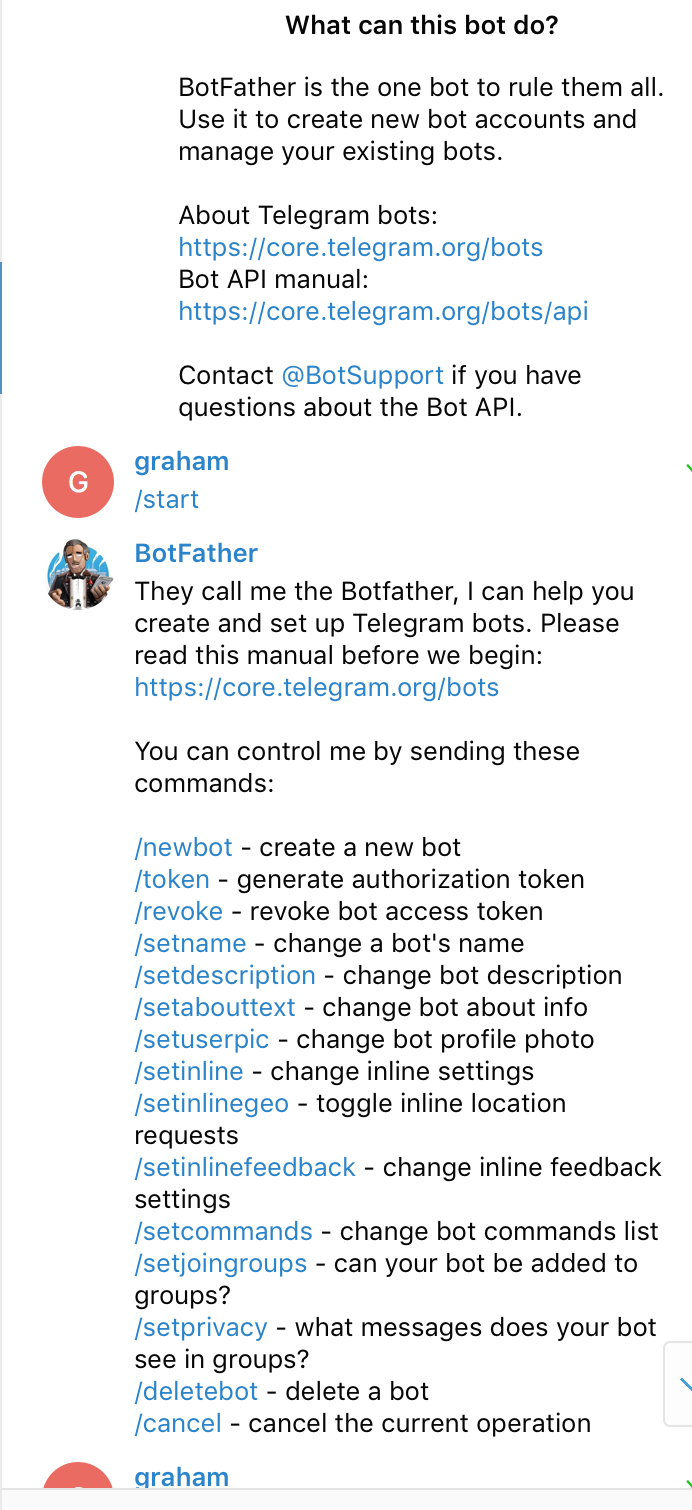 What can this bot do?
BotFather is the one bot to rule them all.
Use it to create new bot accounts and
manage your existing bots.
About Telegram bots:
https://core.telegram.org/bots
Bot API manual:
https://core.telegram.org/bots/api
Contact @BotSupport if you have
questions about the Bot API.
graham
G
/start
BotFather
They call me the Botfather, I can help you
create and set up Telegram bots. Please
read this manual before we begin:
https://core.telegram.org/bots
You can control me by sending these
commands:
/newbot - create a new bot
/token - generate authorization token
/revoke - revoke bot access token
/setname - change a bot's name
/setdescription - change bot description
/setabouttext - change bot about info
/setuserpic - change bot profile photo
/setinline - change inline settings
/setinlinegeo - toggle inline location
requests
/setinlinefeedback - change inline feedback
settings
/setcommands - change bot commands list
/setjoingroups - can your bot be added to
groups?
/setprivacy - what messages does your bot
see in groups?
/deletebot - delete a bot
/cancel - cancel the current operation
graham